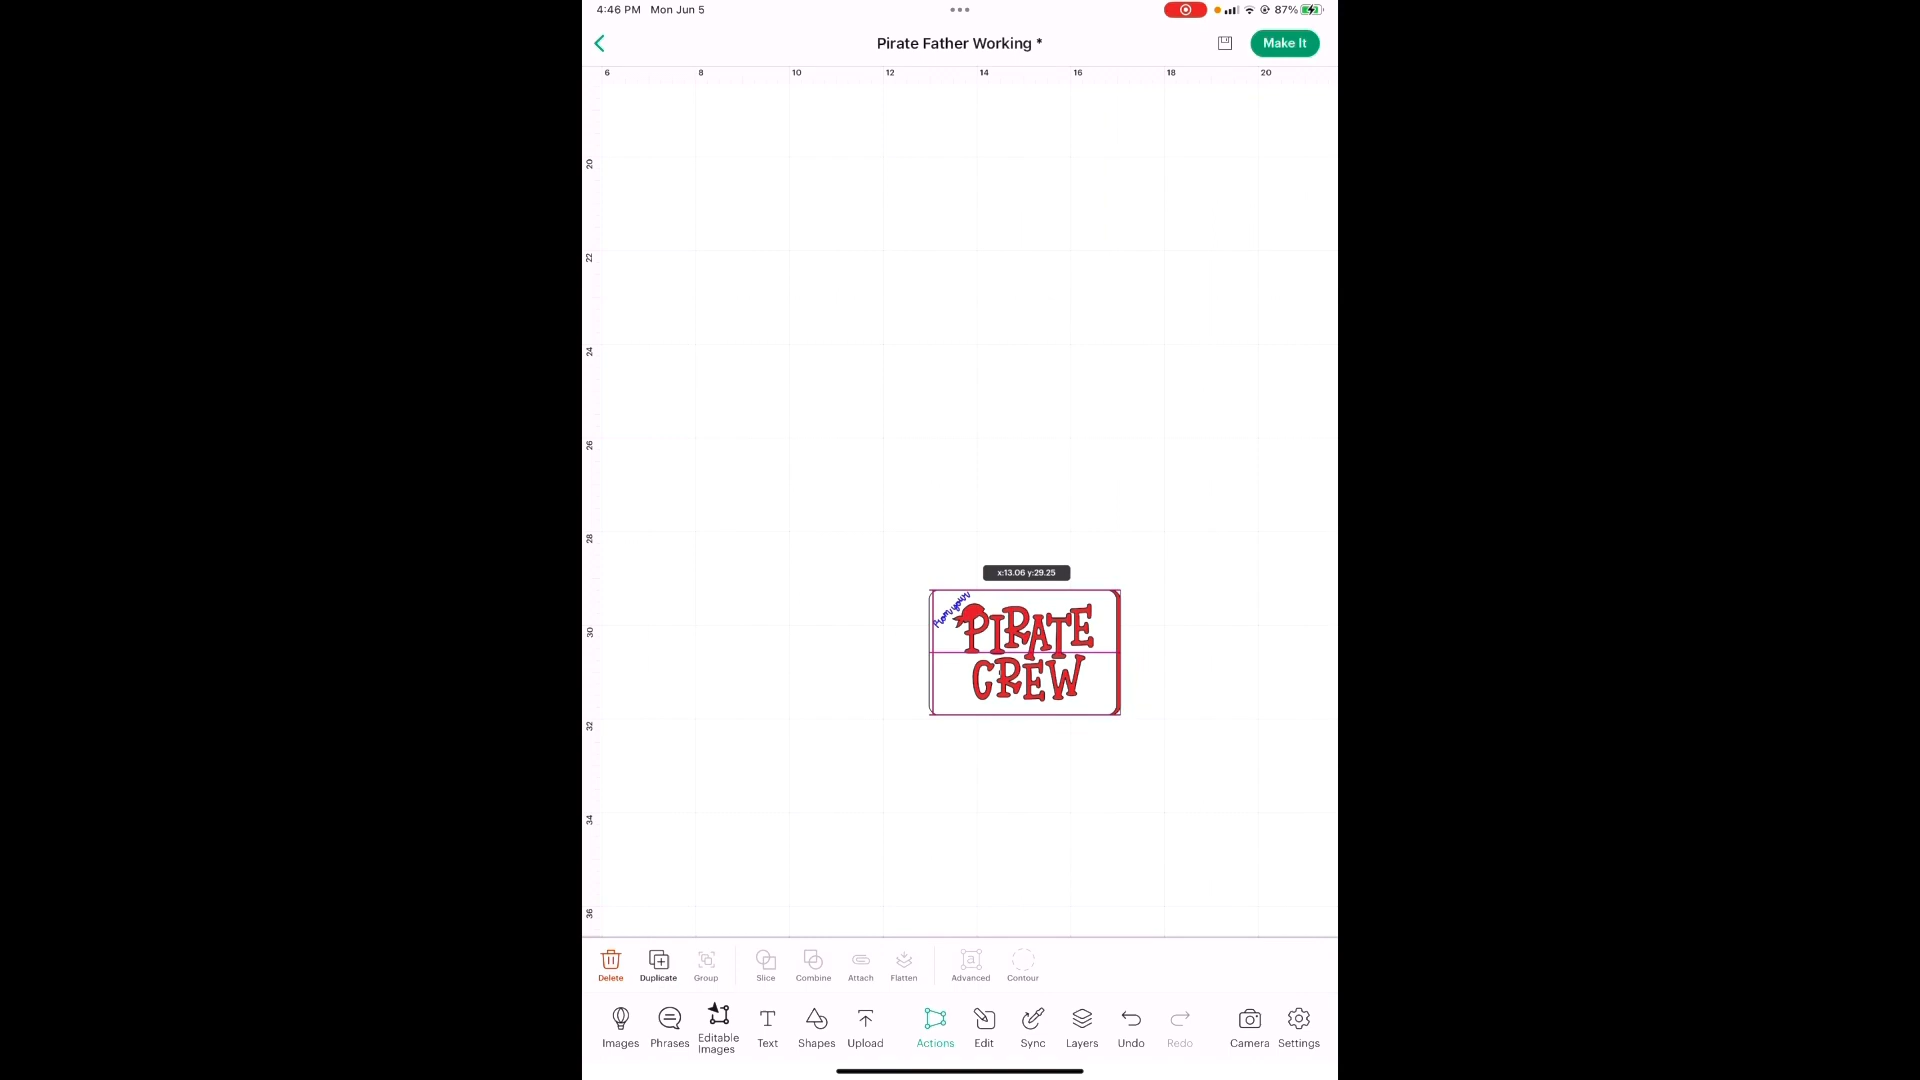 4:46 PM Mon Jun 5
87%
Pirate Father Working *
Make It
6 8 10 12 14 16 18 20
20
22
24
26
28
30
32
34
36
x:13.06 y:29.25
From your
PIRATE
CREW
Delete Duplicate Group Slice Combine Attach Flatten Advanced Contour
Images Phrases Editable Images Text Shapes Upload Actions Edit Sync Layers Undo Redo Camera Settings